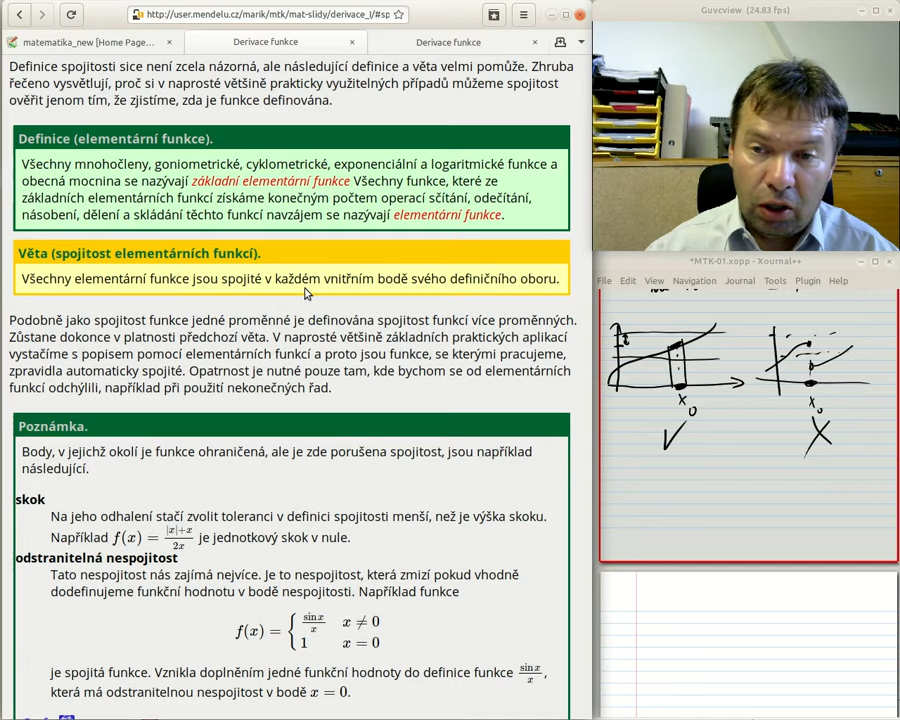 http://user.mendelu.cz/marik/mtk/mat-slidy/derivace_I/#sp
Guvcview (24.83 fps)
matematika_new [Home Page...
Derivace funkce
Derivace funkce
Definice spojitosti sice není zcela názorná, ale následující definice a věta velmi pomůže. Zhruba
řečeno vysvětlují, proč si v naprosté většině prakticky využitelných případů můžeme spojitost
ověřit jenom tím, že zjistíme, zda je funkce definována.
Definice (elementární funkce).
Všechny mnohočleny, goniometrické, cyklometrické, exponenciální a logaritmické funkce a
obecná mocnina se nazývají základní elementární funkce Všechny funkce, které ze
základních elementárních funkcí získáme konečným počtem operací sčítání, odečítání,
násobení, dělení a skládání těchto funkcí navzájem se nazývají elementární funkce.
Věta (spojitost elementárních funkcí).
Všechny elementární funkce jsou spojité v každém vnitřním bodě svého definičního oboru.
Podobně jako spojitost funkce jedné proměnné je definována spojitost funkcí více proměnných.
Zůstane dokonce v platnosti předchozí věta. V naprosté většině základních praktických aplikací
vystačíme s popisem pomocí elementárních funkcí a proto jsou funkce, se kterými pracujeme,
zpravidla automaticky spojité. Opatrnost je nutné pouze tam, kde bychom se od elementárních
funkcí odchýlili, například při použití nekonečných řad.
Poznámka.
Body, v jejichž okolí je funkce ohraničená, ale je zde porušena spojitost, jsou například
následující.
skok
Na jeho odhalení stačí zvolit toleranci v definici spojitosti menší, než je výška skoku.
Například f(x) = |x|+x / 2x je jednotkový skok v nule.
odstranitelná nespojitost
Tato nespojitost nás zajímá nejvíce. Je to nespojitost, která zmizí pokud vhodně
dodefinujeme funkční hodnotu v bodě nespojitosti. Například funkce
f(x) = { sin x / x x ≠ 0
1 x = 0
je spojitá funkce. Vznikla doplněním jedné funkční hodnoty do definice funkce sin x / x,
která má odstranitelnou nespojitost v bodě x = 0.
*MTK-01.xopp - Xournal++
File Edit View Navigation Journal Tools Plugin Help
x₀ x₀